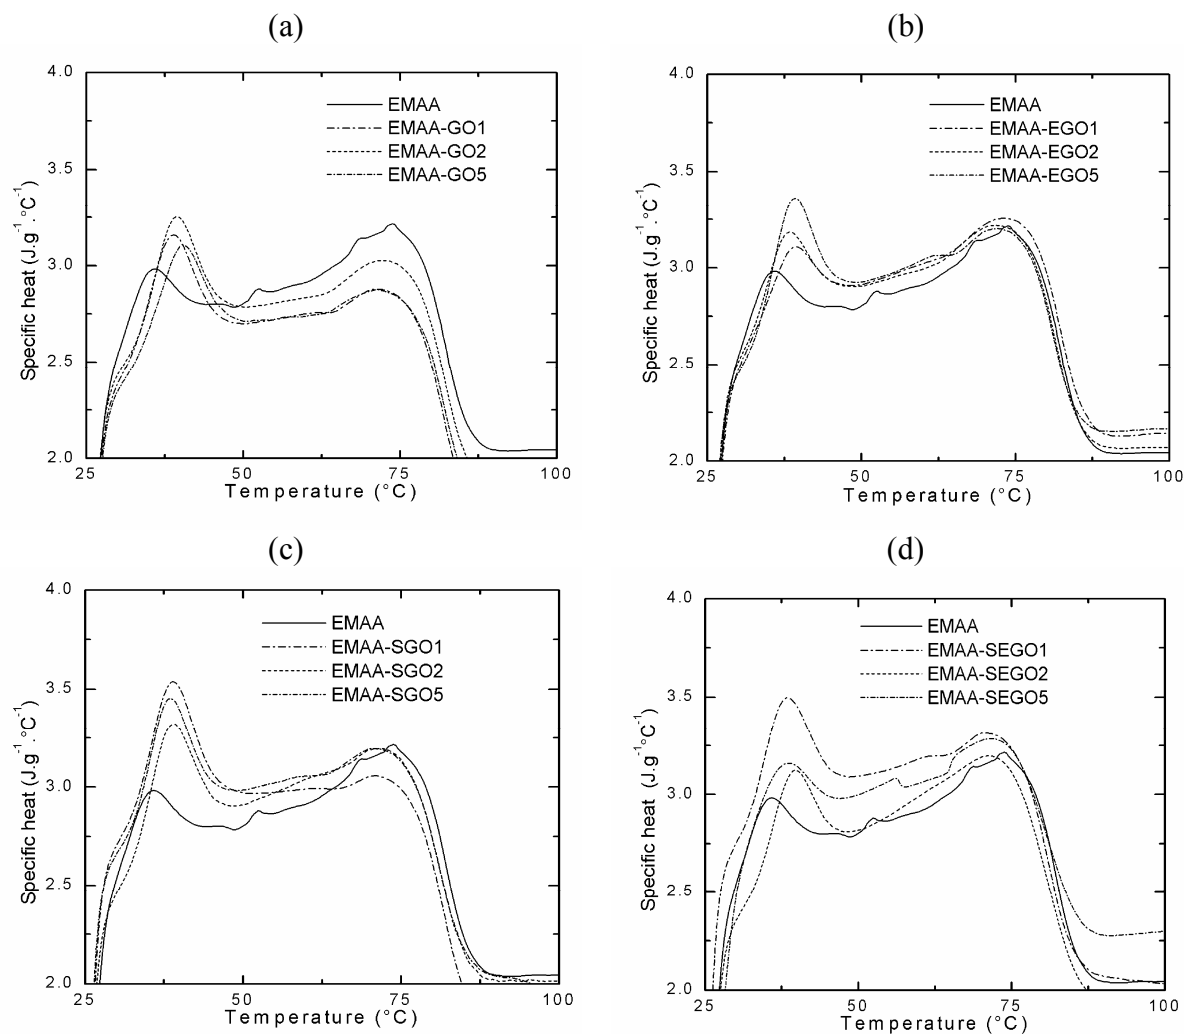 (a)
4.0
3.5
3.0
2.5
2.0
Specific heat (J.g⁻¹.°C⁻¹)
EMAA
EMAA-GO1
EMAA-GO2
EMAA-GO5
25 50 75 100
Temperature (°C)
(b)
4.0
3.5
3.0
2.5
2.0
Specific heat (J.g⁻¹.°C⁻¹)
EMAA
EMAA-EGO1
EMAA-EGO2
EMAA-EGO5
25 50 75 100
Temperature (°C)
(c)
4.0
3.5
3.0
2.5
2.0
Specific heat (J.g⁻¹.°C⁻¹)
EMAA
EMAA-SGO1
EMAA-SGO2
EMAA-SGO5
25 50 75 100
Temperature (°C)
(d)
4.0
3.5
3.0
2.5
2.0
Specific heat (J.g⁻¹°C⁻¹)
EMAA
EMAA-SEGO1
EMAA-SEGO2
EMAA-SEGO5
25 50 75 100
Temperature (°C)